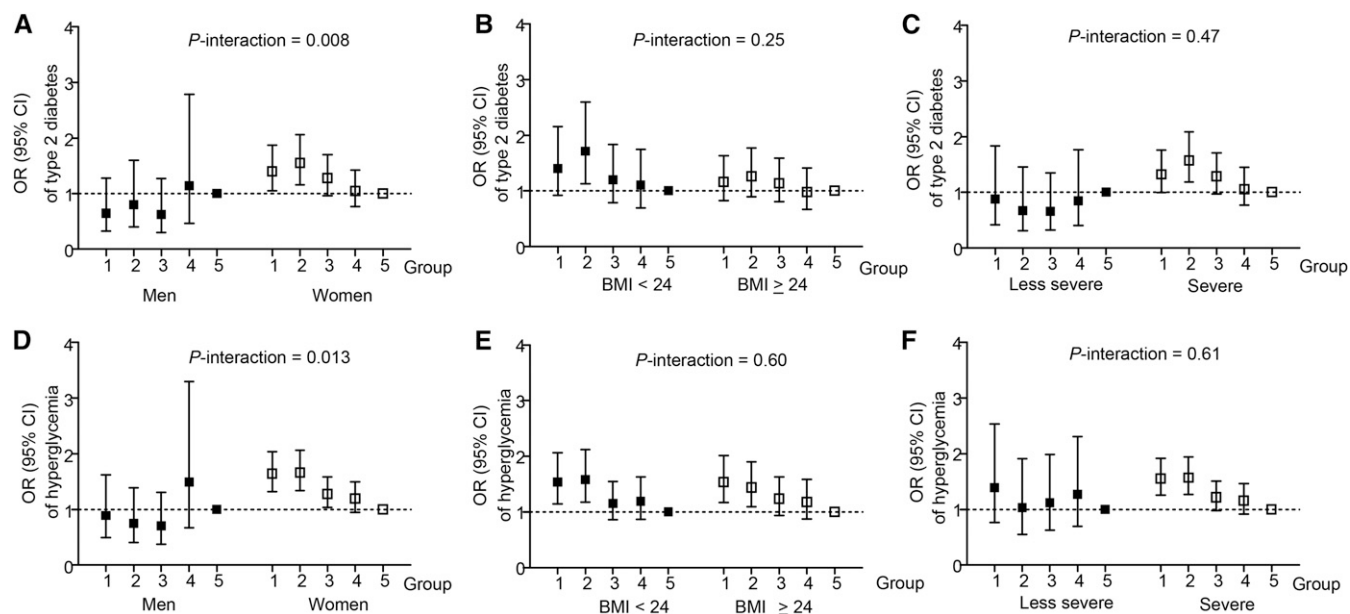 A
P-interaction = 0.008
OR (95% CI)
of type 2 diabetes
4
3
2
1
0
1 2 3 4 5 1 2 3 4 5 Group
Men Women
B
P-interaction = 0.25
OR (95% CI)
of type 2 diabetes
4
3
2
1
0
1 2 3 4 5 1 2 3 4 5 Group
BMI < 24 BMI ≥ 24
C
P-interaction = 0.47
OR (95% CI)
of type 2 diabetes
4
3
2
1
0
1 2 3 4 5 1 2 3 4 5 Group
Less severe Severe
D
P-interaction = 0.013
OR (95% CI)
of hyperglycemia
4
3
2
1
0
1 2 3 4 5 1 2 3 4 5 Group
Men Women
E
P-interaction = 0.60
OR (95% CI)
of hyperglycemia
4
3
2
1
0
1 2 3 4 5 1 2 3 4 5 Group
BMI < 24 BMI ≥ 24
F
P-interaction = 0.61
OR (95% CI)
of hyperglycemia
4
3
2
1
0
1 2 3 4 5 1 2 3 4 5 Group
Less severe Severe